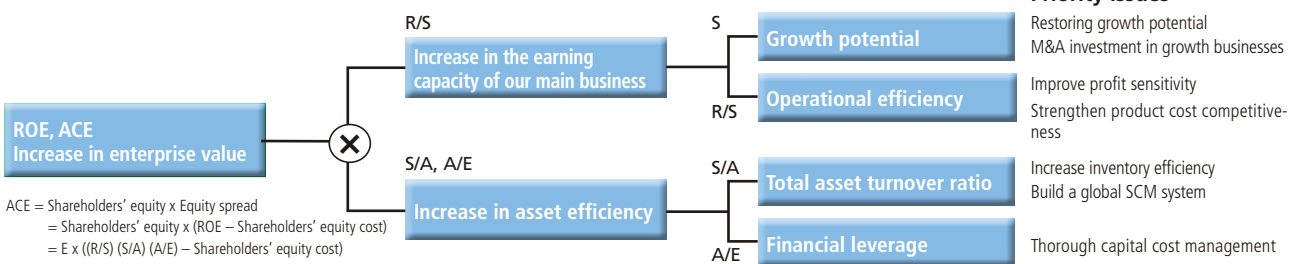 Priority Issues
R/S
Increase in the earning
capacity of our main business
S
Growth potential
Restoring growth potential
M&A investment in growth businesses
R/S
Operational efficiency
Improve profit sensitivity
Strengthen product cost competitive-
ness
ROE, ACE
Increase in enterprise value
×
S/A, A/E
Increase in asset efficiency
S/A
Total asset turnover ratio
Increase inventory efficiency
Build a global SCM system
A/E
Financial leverage
Thorough capital cost management
ACE = Shareholders' equity x Equity spread
= Shareholders' equity x (ROE – Shareholders' equity cost)
= E x ((R/S) (S/A) (A/E) – Shareholders' equity cost)